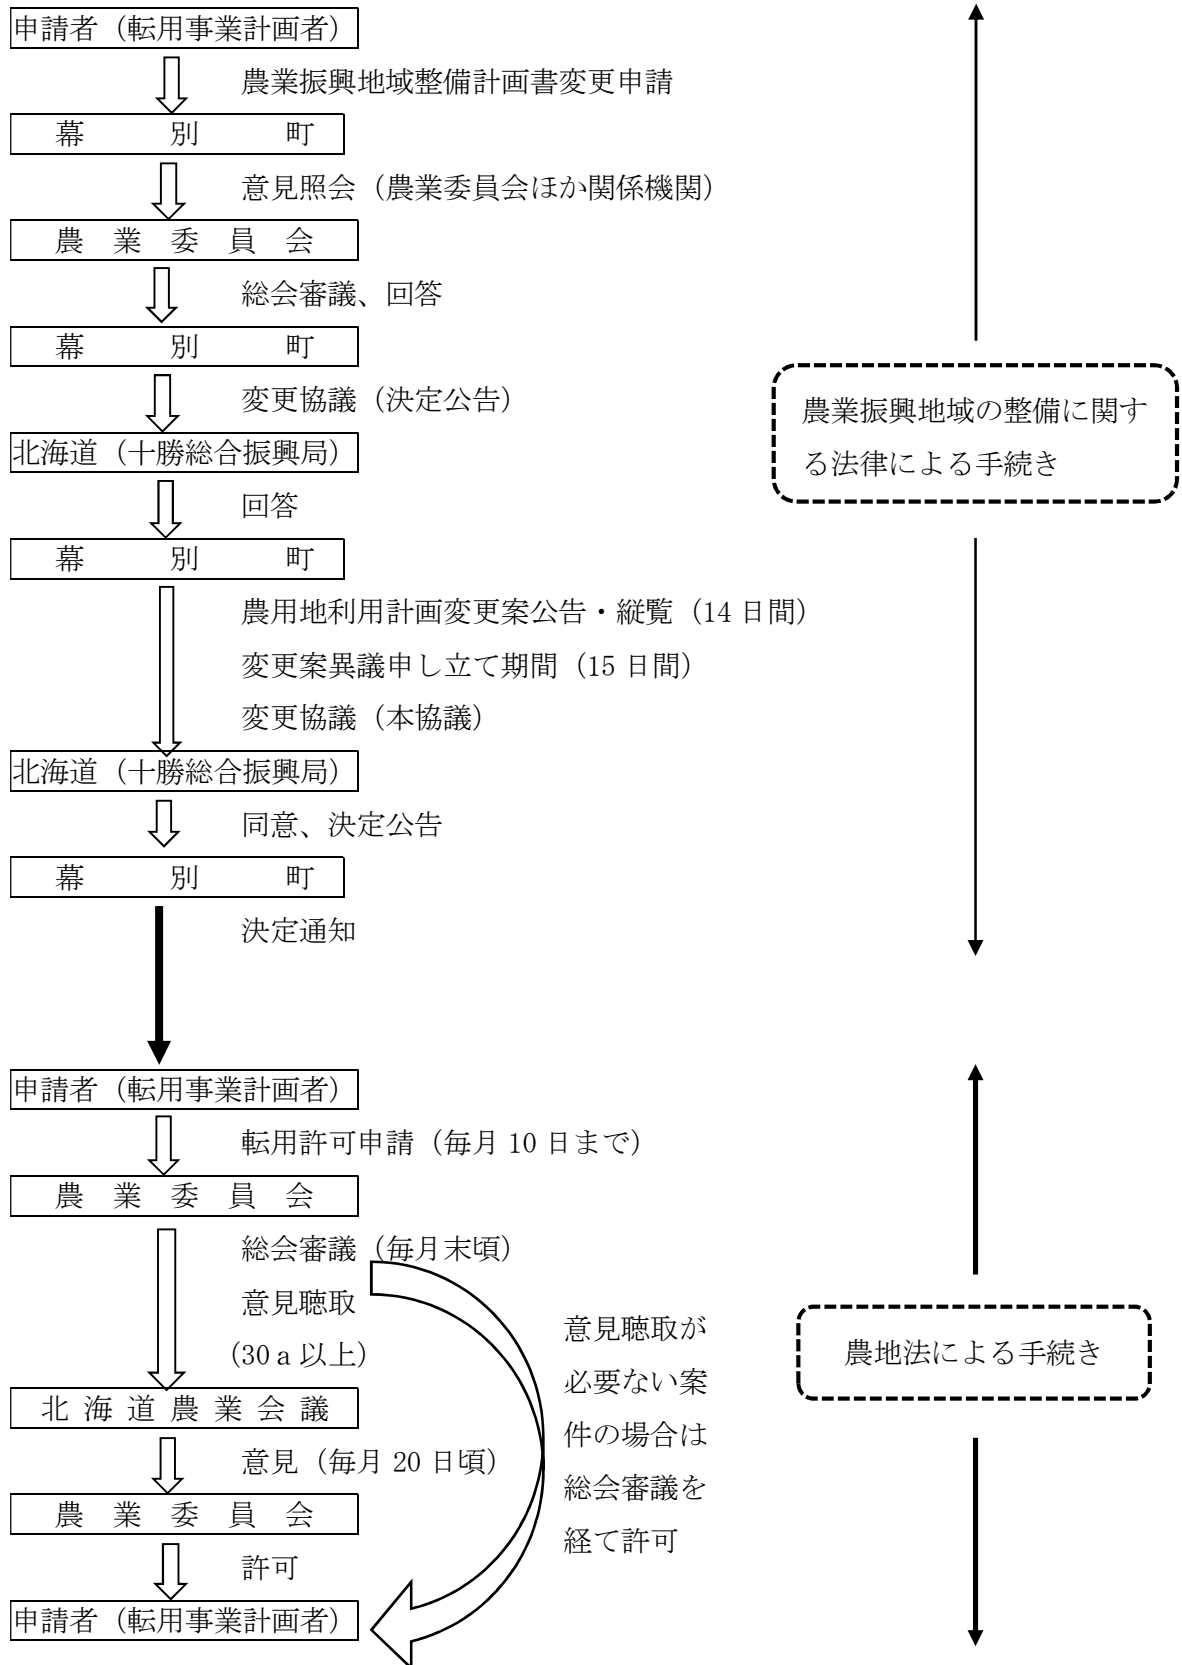 申請者（転用事業計画者）
農業振興地域整備計画書変更申請
幕別町
意見照会（農業委員会ほか関係機関）
農業委員会
総会審議、回答
幕別町
変更協議（決定公告）
北海道（十勝総合振興局）
回答
幕別町
農用地利用計画変更案公告・縦覧（14 日間）
変更案異議申し立て期間（15 日間）
変更協議（本協議）
北海道（十勝総合振興局）
同意、決定公告
幕別町
決定通知
農業振興地域の整備に関す
る法律による手続き
申請者（転用事業計画者）
転用許可申請（毎月 10 日まで）
農業委員会
総会審議（毎月末頃）
意見聴取
（30ａ以上）
北海道農業会議
意見（毎月 20 日頃）
農業委員会
許可
申請者（転用事業計画者）
意見聴取が
必要ない案
件の場合は
総会審議を
経て許可
農地法による手続き